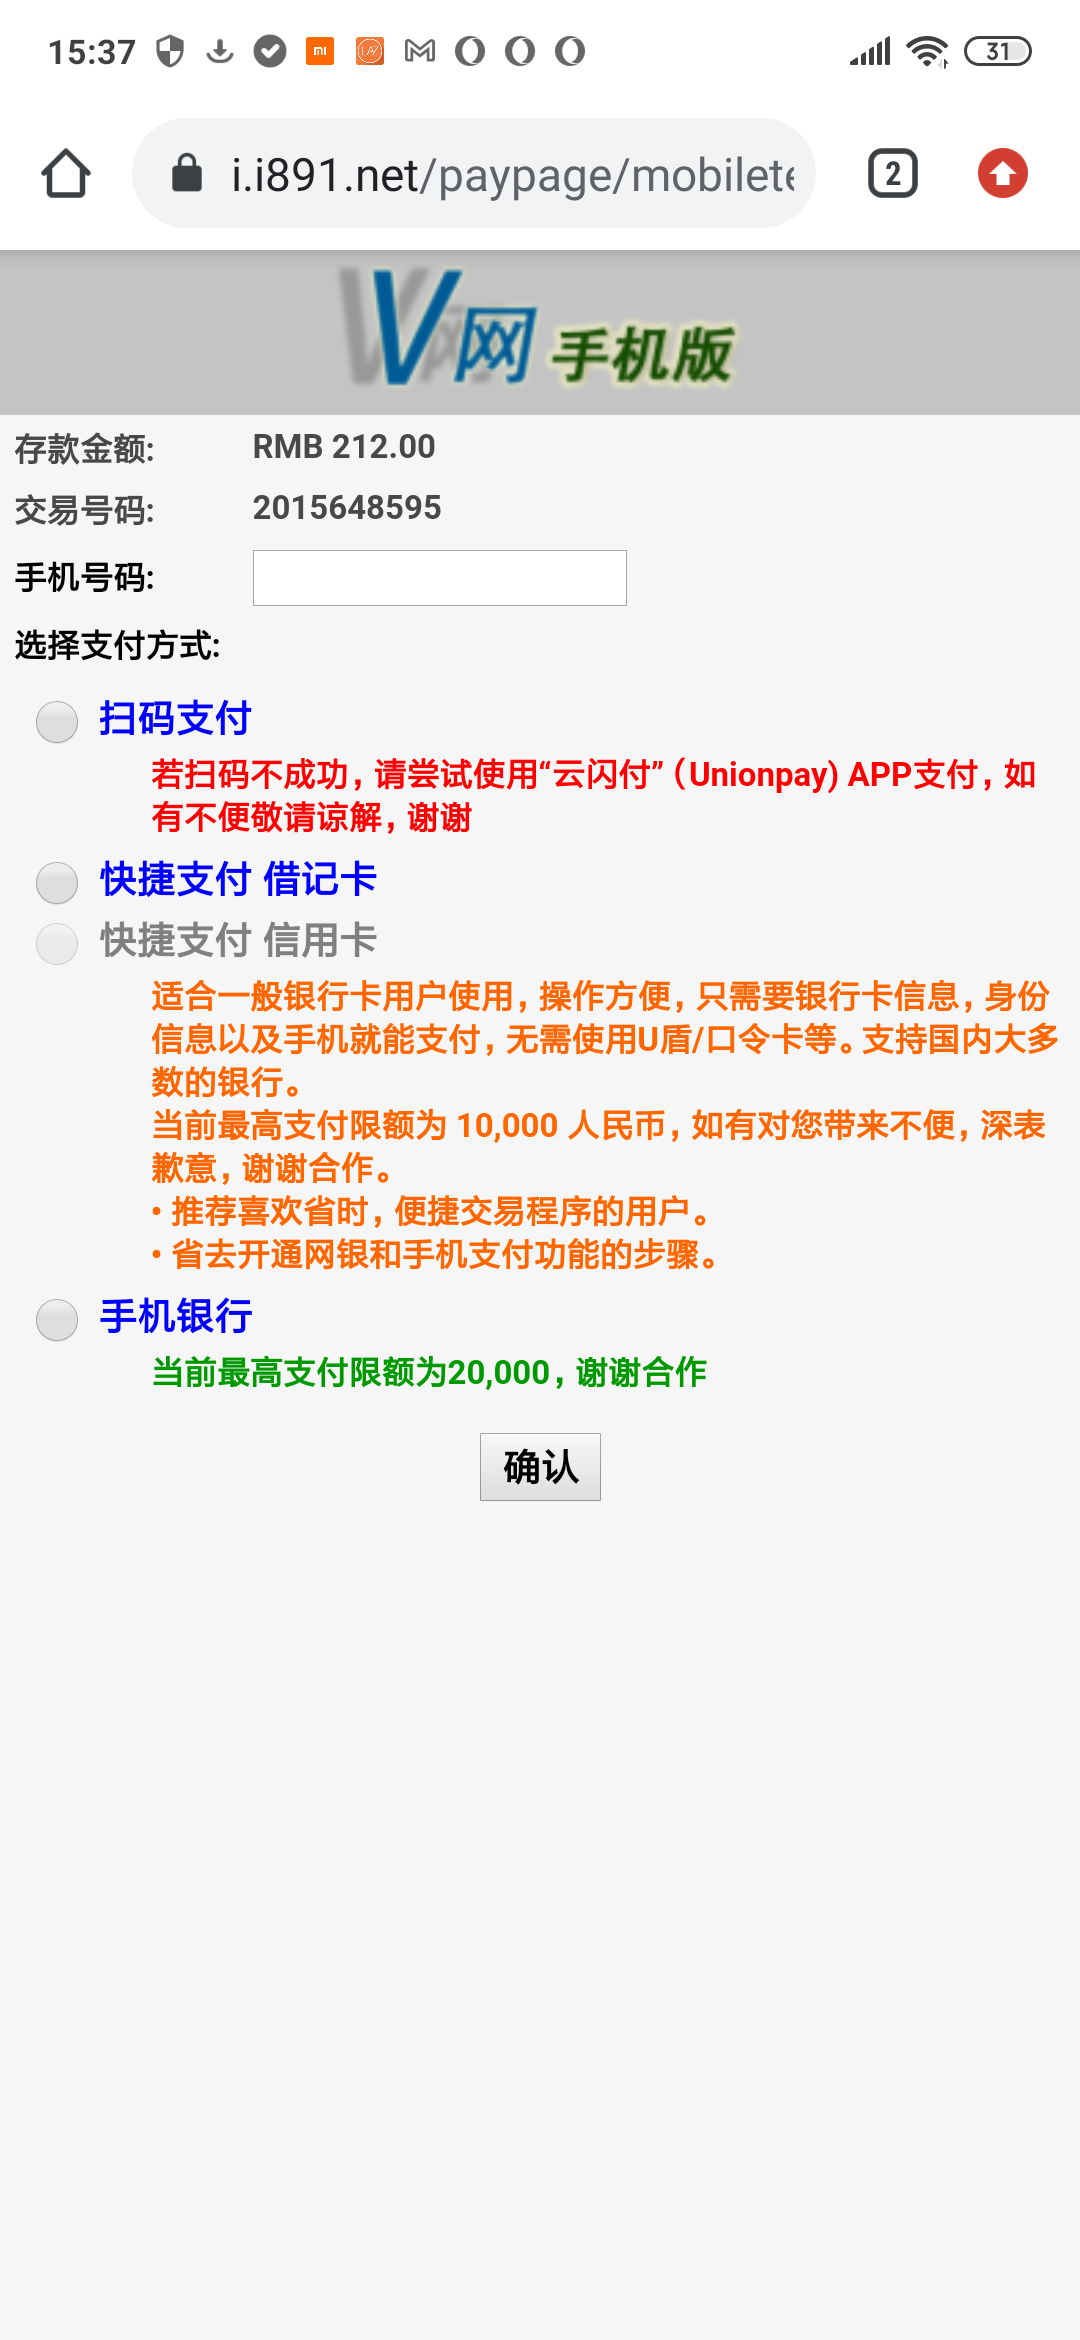 15:37
31
i.i891.net/paypage/mobilete
2
V网 手机版
存款金额: RMB 212.00
交易号码: 2015648595
手机号码:
选择支付方式:
扫码支付
若扫码不成功，请尝试使用“云闪付”（Unionpay) APP支付，如
有不便敬请谅解，谢谢
快捷支付 借记卡
快捷支付 信用卡
适合一般银行卡用户使用，操作方便，只需要银行卡信息，身份
信息以及手机就能支付，无需使用U盾/口令卡等。支持国内大多
数的银行。
当前最高支付限额为 10,000 人民币，如有对您带来不便，深表
歉意，谢谢合作。
• 推荐喜欢省时，便捷交易程序的用户。
• 省去开通网银和手机支付功能的步骤。
手机银行
当前最高支付限额为20,000，谢谢合作
确认